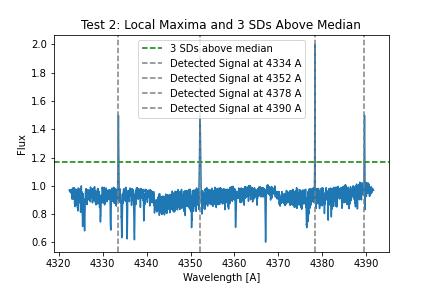 Test 2: Local Maxima and 3 SDs Above Median
3 SDs above median
Detected Signal at 4334 A
Detected Signal at 4352 A
Detected Signal at 4378 A
Detected Signal at 4390 A
Flux
2.0
1.8
1.6
1.4
1.2
1.0
0.8
0.6
4320 4330 4340 4350 4360 4370 4380 4390
Wavelength [A]